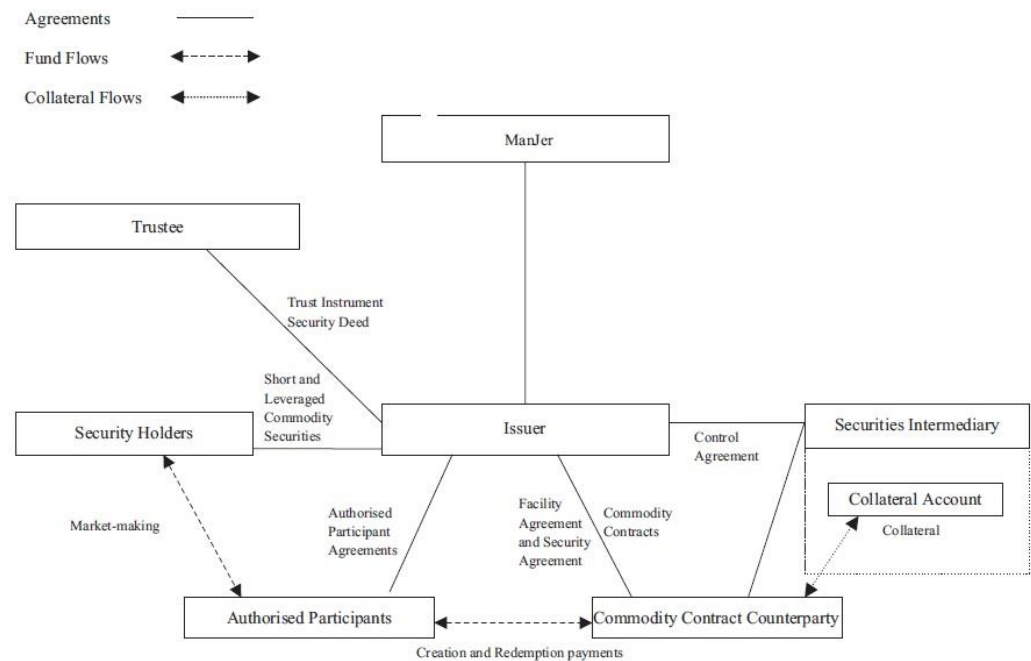 Agreements
Fund Flows
Collateral Flows
ManJer
Trustee
Trust Instrument
Security Deed
Short and
Leveraged
Commodity
Securities
Security Holders
Issuer
Control
Agreement
Securities Intermediary
Collateral Account
Collateral
Market-making
Authorised
Participant
Agreements
Facility
Agreement
and Security
Agreement
Commodity
Contracts
Authorised Participants
Commodity Contract Counterparty
Creation and Redemption payments